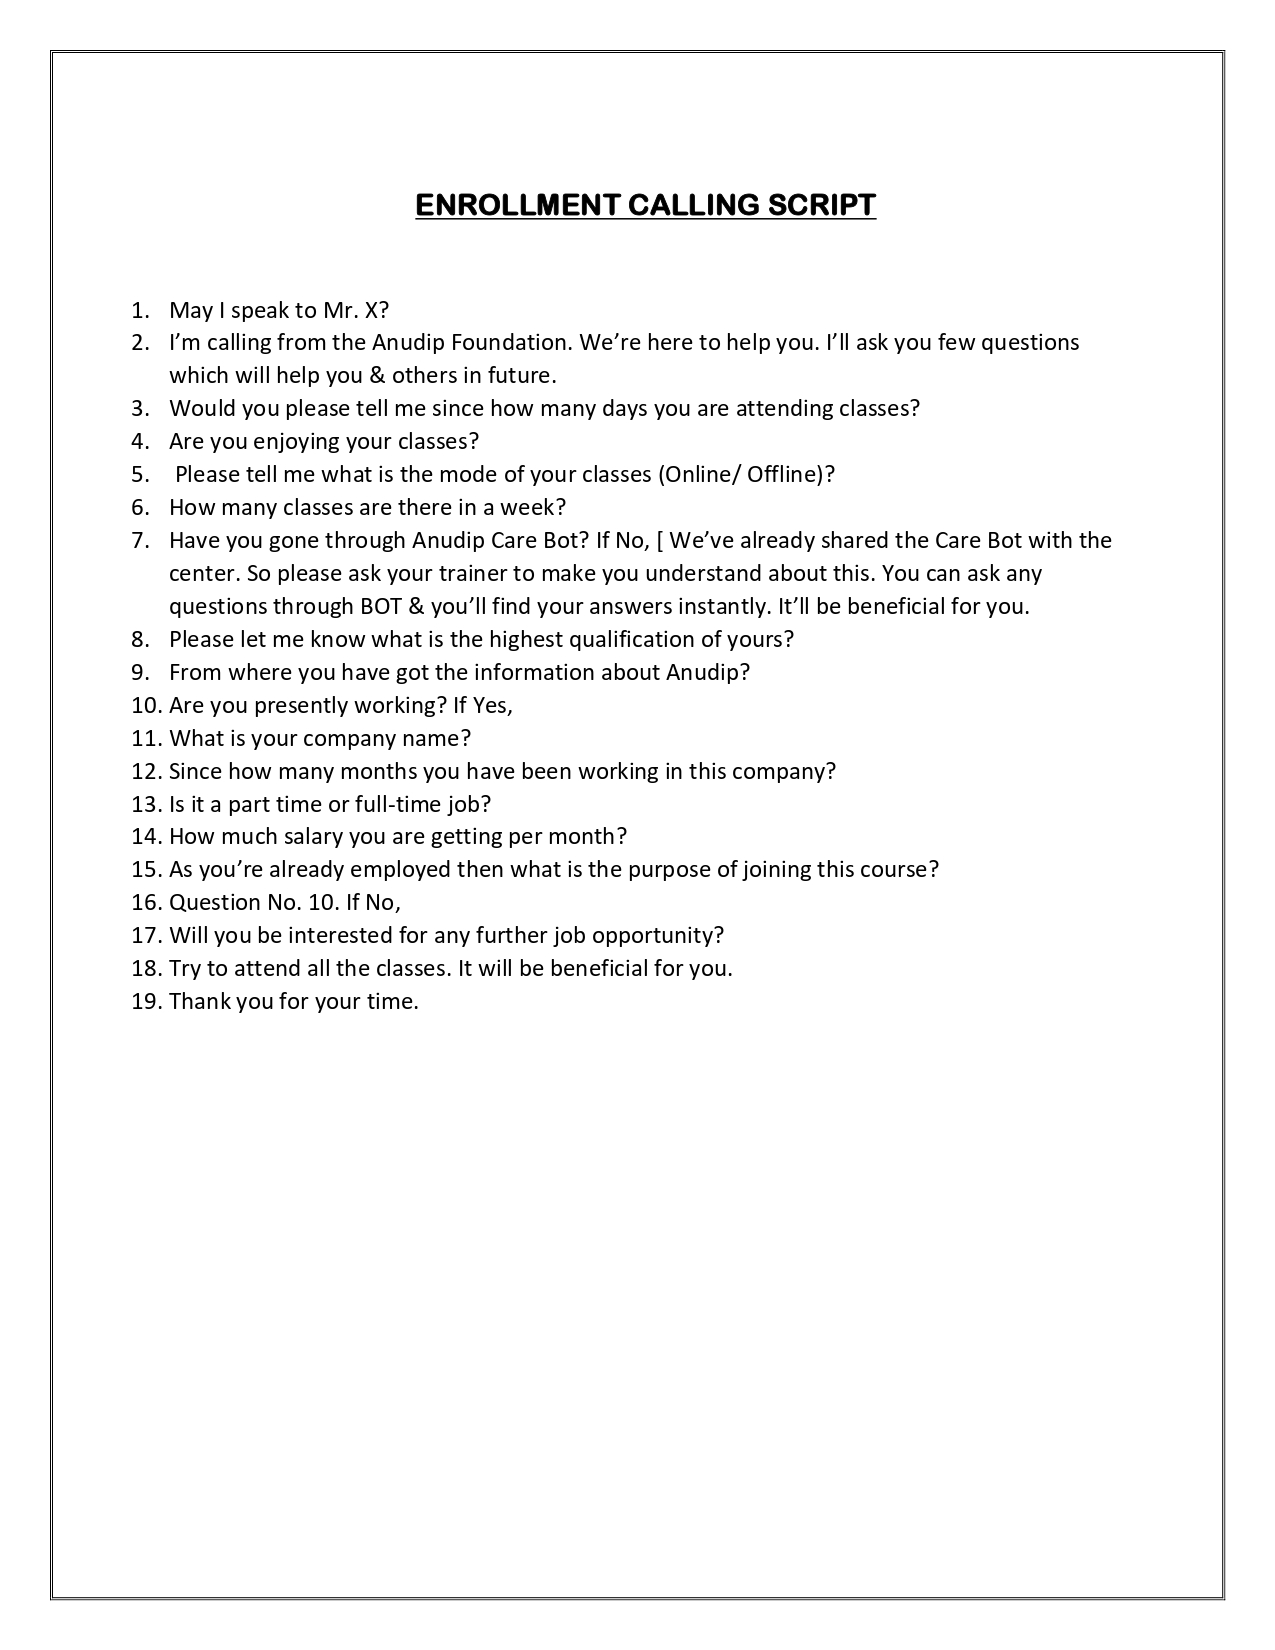 ENROLLMENT CALLING SCRIPT
1. May I speak to Mr. X?
2. I’m calling from the Anudip Foundation. We’re here to help you. I’ll ask you few questions
which will help you & others in future.
3. Would you please tell me since how many days you are attending classes?
4. Are you enjoying your classes?
5. Please tell me what is the mode of your classes (Online/ Offline)?
6. How many classes are there in a week?
7. Have you gone through Anudip Care Bot? If No, [ We’ve already shared the Care Bot with the
center. So please ask your trainer to make you understand about this. You can ask any
questions through BOT & you’ll find your answers instantly. It’ll be beneficial for you.
8. Please let me know what is the highest qualification of yours?
9. From where you have got the information about Anudip?
10. Are you presently working? If Yes,
11. What is your company name?
12. Since how many months you have been working in this company?
13. Is it a part time or full-time job?
14. How much salary you are getting per month?
15. As you’re already employed then what is the purpose of joining this course?
16. Question No. 10. If No,
17. Will you be interested for any further job opportunity?
18. Try to attend all the classes. It will be beneficial for you.
19. Thank you for your time.